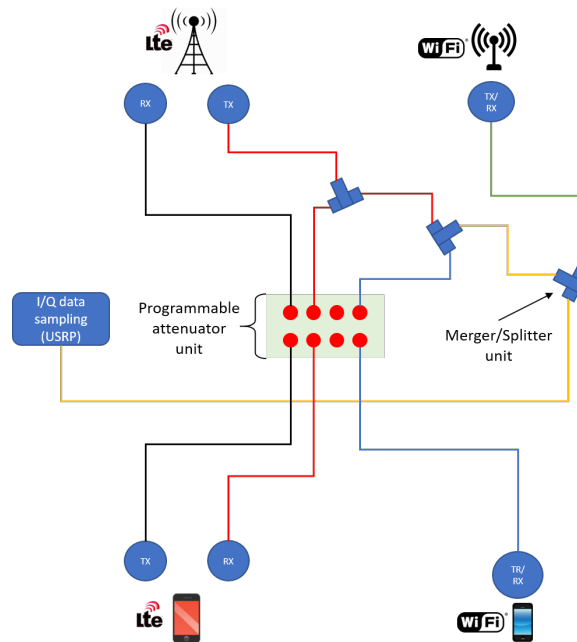 Lte
WiFi
RX
TX
TX/
RX
I/Q data
sampling
(USRP)
Programmable
attenuator
unit
Merger/Splitter
unit
TX
RX
TR/
RX
Lte
WiFi